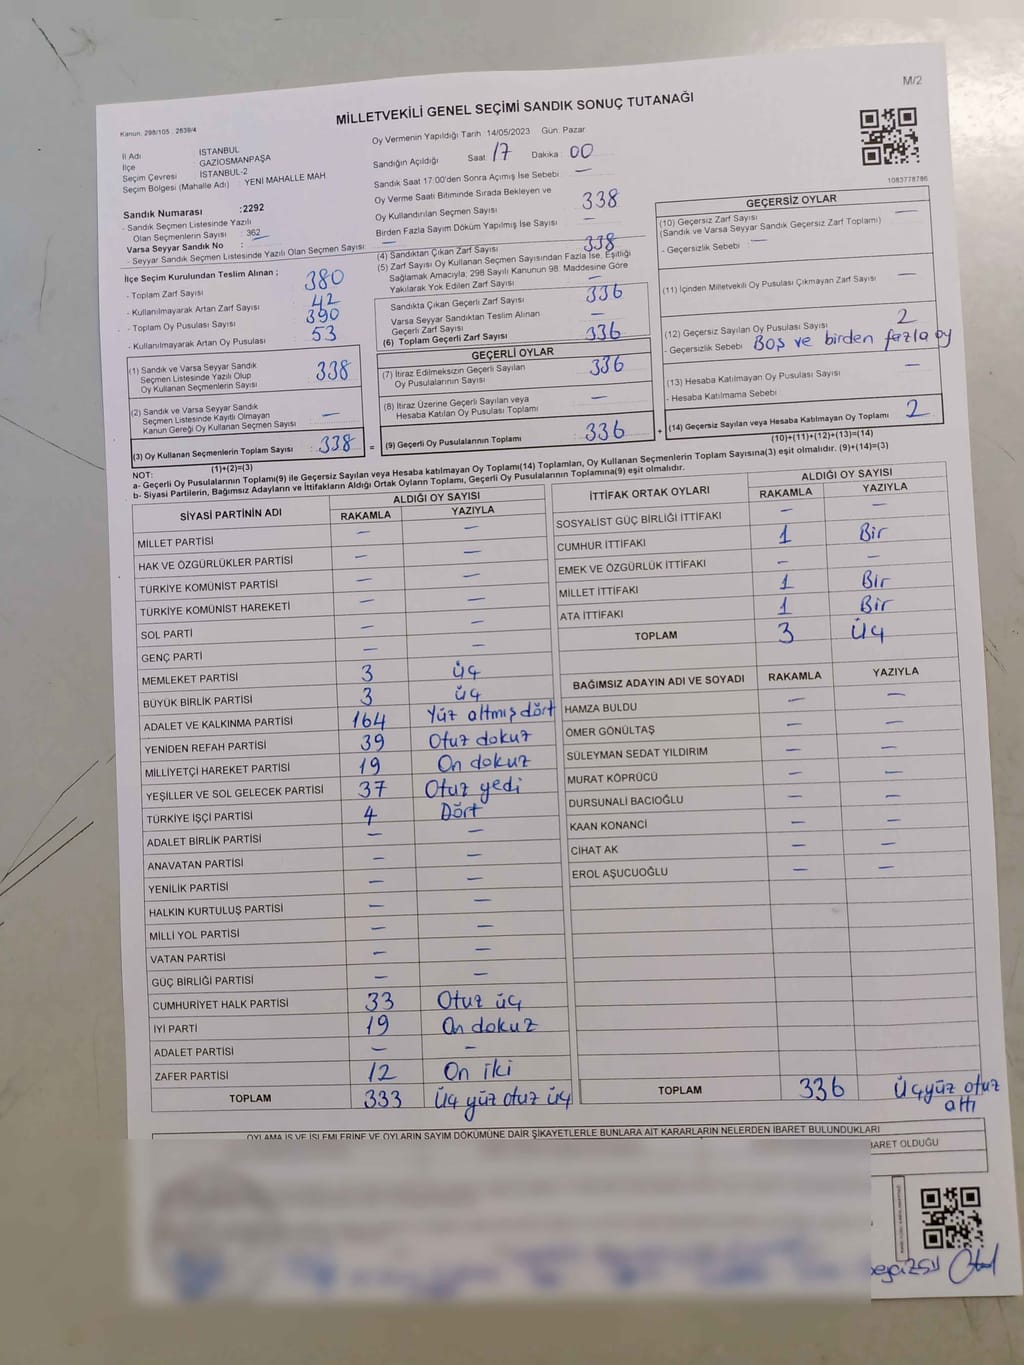 M/2
MİLLETVEKİLİ GENEL SEÇİMİ SANDIK SONUÇ TUTANAĞI
Kanun: 298/105 2839/4
İl Adı İSTANBUL
İlçe GAZİOSMANPAŞA
Seçim Çevresi İSTANBUL-2
Seçim Bölgesi (Mahalle Adı) : YENİ MAHALLE MAH
Sandık Numarası :2292
- Sandık Seçmen Listesinde Yazılı
Olan Seçmenlerin Sayısı : 362
Varsa Seyyar Sandık No :
- Seyyar Sandık Seçmen Listesinde Yazılı Olan Seçmen Sayısı: —
Oy Vermenin Yapıldığı Tarih :14/05/2023 Gün: Pazar
Sandığın Açıldığı Saat: 17 Dakika: 00
Sandık Saat 17:00'den Sonra Açımış İse Sebebi: —
Oy Verme Saati Bitiminde Sırada Bekleyen ve
Oy Kullandırılan Seçmen Sayısı 338
Birden Fazla Sayım Döküm Yapılmış İse Sayısı —
1083778786
İlçe Seçim Kurulundan Teslim Alınan ;
- Toplam Zarf Sayısı 380
- Kullanılmayarak Artan Zarf Sayısı 42
- Toplam Oy Pusulası Sayısı 390
- Kullanılmayarak Artan Oy Pusulası 53
(1) Sandık ve Varsa Seyyar Sandık
Seçmen Listesinde Yazılı Olup
Oy Kullanan Seçmenlerin Sayısı 338
(2) Sandık ve Varsa Seyyar Sandık
Seçmen Listesinde Kayıtlı Olmayan
Kanun Gereği Oy Kullanan Seçmen Sayısı —
(3) Oy Kullanan Seçmenlerin Toplam Sayısı : 338 =
(1)+(2)=(3)
(4) Sandıktan Çıkan Zarf Sayısı 338
(5) Zarf Sayısı Oy Kullanan Seçmen Sayısından Fazla İse, Eşitliği
Sağlamak Amacıyla; 298 Sayılı Kanunun 98. Maddesine Göre
Yakılarak Yok Edilen Zarf Sayısı —
Sandıkta Çıkan Geçerli Zarf Sayısı 336
Varsa Seyyar Sandıktan Teslim Alınan
Geçerli Zarf Sayısı —
(6) Toplam Geçerli Zarf Sayısı 336
GEÇERLİ OYLAR
(7) İtiraz Edilmeksizin Geçerli Sayılan
Oy Pusulalarının Sayısı 336
(8) İtiraz Üzerine Geçerli Sayılan veya
Hesaba Katılan Oy Pusulası Toplamı —
(9) Geçerli Oy Pusulalarının Toplamı : 336 +
GEÇERSİZ OYLAR
(10) Geçersiz Zarf Sayısı —
(Sandık ve Varsa Seyyar Sandık Geçersiz Zarf Toplamı)
- Geçersizlik Sebebi : —
(11) İçinden Milletvekili Oy Pusulası Çıkmayan Zarf Sayısı —
(12) Geçersiz Sayılan Oy Pusulası Sayısı 2
- Geçersizlik Sebebi : Boş ve birden fazla oy
(13) Hesaba Katılmayan Oy Pusulası Sayısı —
- Hesaba Katılmama Sebebi :
(14) Geçersiz Sayılan veya Hesaba Katılmayan Oy Toplamı : 2
(10)+(11)+(12)+(13)=(14)
NOT:
a- Geçerli Oy Pusulalarının Toplamı(9) ile Geçersiz Sayılan veya Hesaba katılmayan Oy Toplamı(14) Toplamları, Oy Kullanan Seçmenlerin Toplam Sayısına(3) eşit olmalıdır. (9)+(14)=(3)
b- Siyasi Partilerin, Bağımsız Adayların ve İttifakların Aldığı Ortak Oyların Toplamı, Geçerli Oy Pusulalarının Toplamına(9) eşit olmalıdır.
SİYASİ PARTİNİN ADI ALDIĞI OY SAYISI
RAKAMLA YAZIYLA
MİLLET PARTİSİ — —
HAK VE ÖZGÜRLÜKLER PARTİSİ — —
TÜRKİYE KOMÜNİST PARTİSİ — —
TÜRKİYE KOMÜNİST HAREKETİ — —
SOL PARTİ — —
GENÇ PARTİ — —
MEMLEKET PARTİSİ 3 üç
BÜYÜK BİRLİK PARTİSİ 3 üç
ADALET VE KALKINMA PARTİSİ 164 Yüz altmış dört
YENİDEN REFAH PARTİSİ 39 Otuz dokuz
MİLLİYETÇİ HAREKET PARTİSİ 19 On dokuz
YEŞİLLER VE SOL GELECEK PARTİSİ 37 Otuz yedi
TÜRKİYE İŞÇİ PARTİSİ 4 Dört
ADALET BİRLİK PARTİSİ — —
ANAVATAN PARTİSİ — —
YENİLİK PARTİSİ — —
HALKIN KURTULUŞ PARTİSİ — —
MİLLİ YOL PARTİSİ — —
VATAN PARTİSİ — —
GÜÇ BİRLİĞİ PARTİSİ — —
CUMHURİYET HALK PARTİSİ 33 Otuz üç
İYİ PARTİ 19 On dokuz
ADALET PARTİSİ — —
ZAFER PARTİSİ 12 On iki
TOPLAM 333 Üç yüz otuz üç
İTTİFAK ORTAK OYLARI ALDIĞI OY SAYISI
RAKAMLA YAZIYLA
SOSYALİST GÜÇ BİRLİĞİ İTTİFAKI — —
CUMHUR İTTİFAKI 1 Bir
EMEK VE ÖZGÜRLÜK İTTİFAKI — —
MİLLET İTTİFAKI 1 Bir
ATA İTTİFAKI 1 Bir
TOPLAM 3 Üç
BAĞIMSIZ ADAYIN ADI VE SOYADI RAKAMLA YAZIYLA
HAMZA BULDU — —
ÖMER GÖNÜLTAŞ — —
SÜLEYMAN SEDAT YILDIRIM — —
MURAT KÖPRÜCÜ — —
DURSUNALİ BACIOĞLU — —
KAAN KONANCİ — —
CİHAT AK — —
EROL AŞUCUOĞLU — —
TOPLAM 336 Üçyüz otuz
altı
OYLAMA İŞ VE İŞLEMLERİNE VE OYLARIN SAYIM DÖKÜMÜNE DAİR ŞİKAYETLERLE BUNLARA AİT KARARLARIN NELERDEN İBARET BULUNDUKLARI
İBARET OLDUĞU